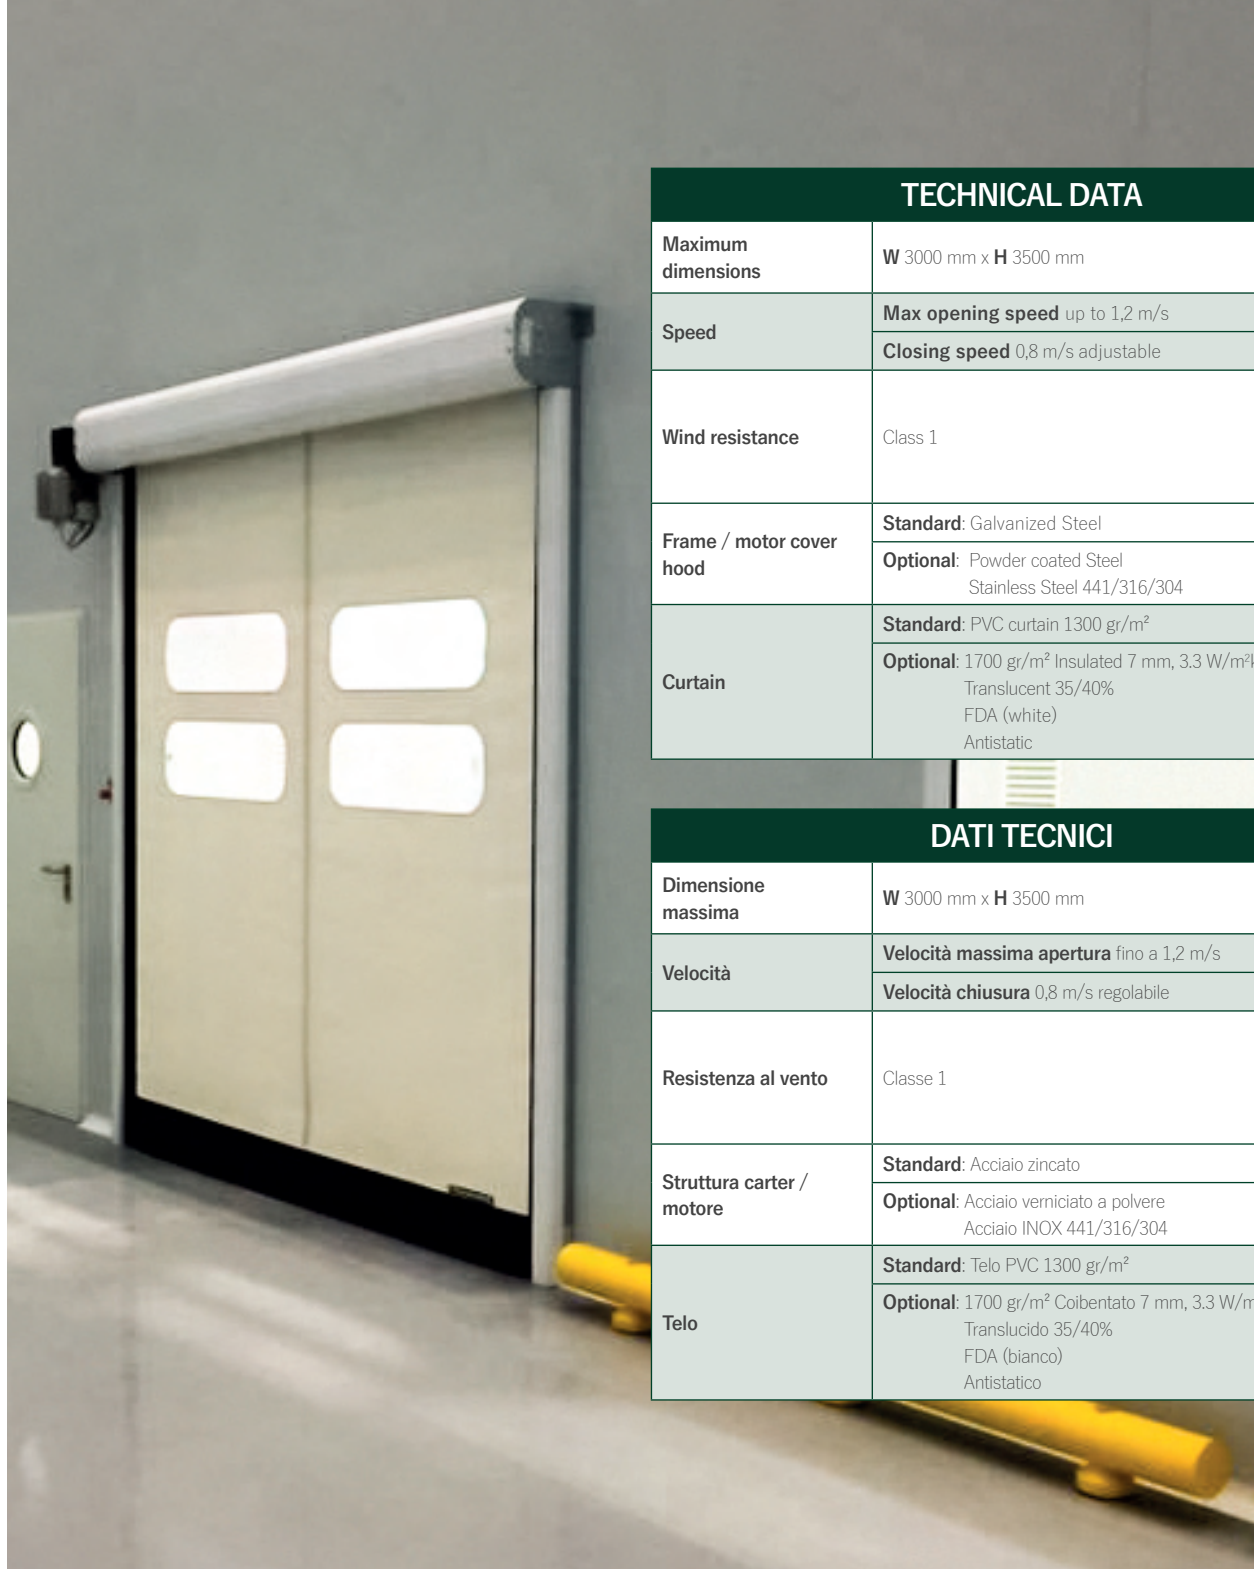 TECHNICAL DATA
Maximum
dimensions
W 3000 mm x H 3500 mm
Speed
Max opening speed up to 1,2 m/s
Closing speed 0,8 m/s adjustable
Wind resistance
Class 1
Frame / motor cover
hood
Standard: Galvanized Steel
Optional: Powder coated Steel
Stainless Steel 441/316/304
Curtain
Standard: PVC curtain 1300 gr/m²
Optional: 1700 gr/m² Insulated 7 mm, 3.3 W/m²k
Translucent 35/40%
FDA (white)
Antistatic
DATI TECNICI
Dimensione
massima
W 3000 mm x H 3500 mm
Velocità
Velocità massima apertura fino a 1,2 m/s
Velocità chiusura 0,8 m/s regolabile
Resistenza al vento
Classe 1
Struttura carter /
motore
Standard: Acciaio zincato
Optional: Acciaio verniciato a polvere
Acciaio INOX 441/316/304
Telo
Standard: Telo PVC 1300 gr/m²
Optional: 1700 gr/m² Coibentato 7 mm, 3.3 W/m
Translucido 35/40%
FDA (bianco)
Antistatico